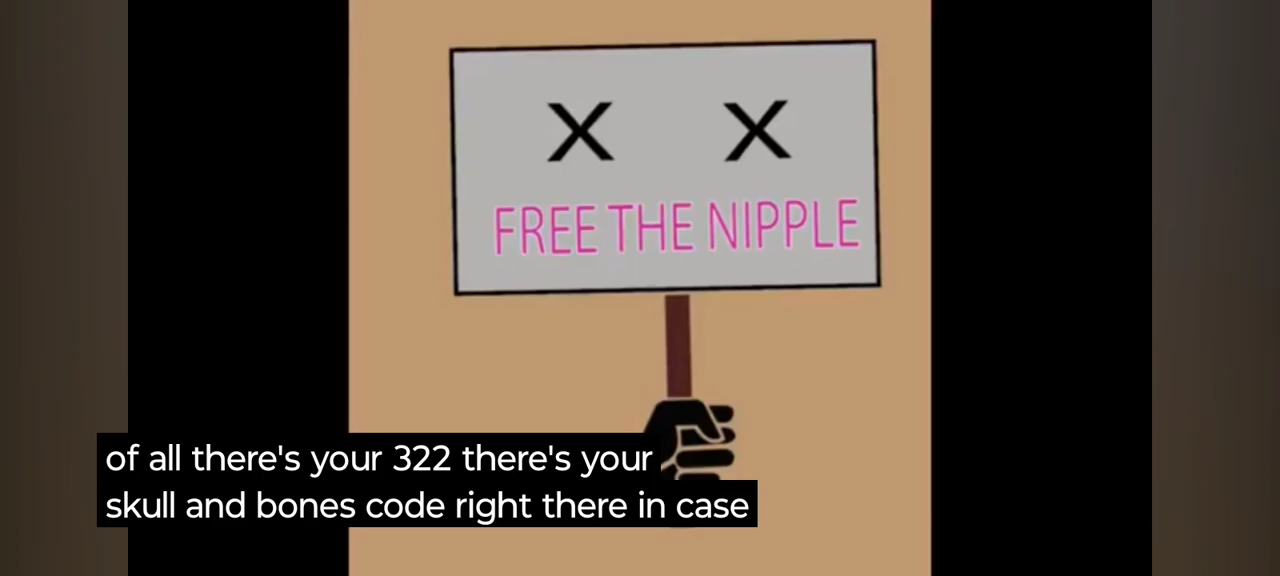 X X
FREE THE NIPPLE
of all there's your 322 there's your
skull and bones code right there in case